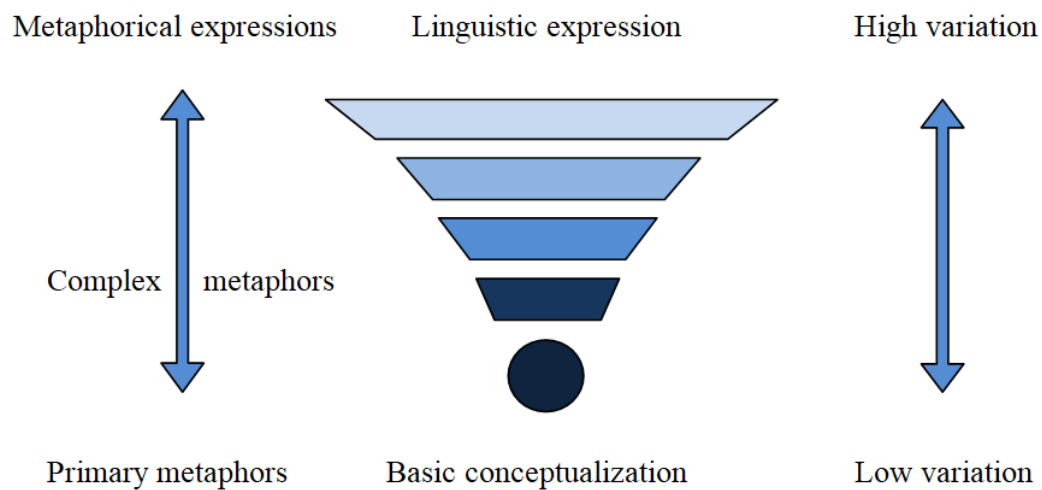 Metaphorical expressions Linguistic expression High variation
Complex metaphors
Primary metaphors Basic conceptualization Low variation